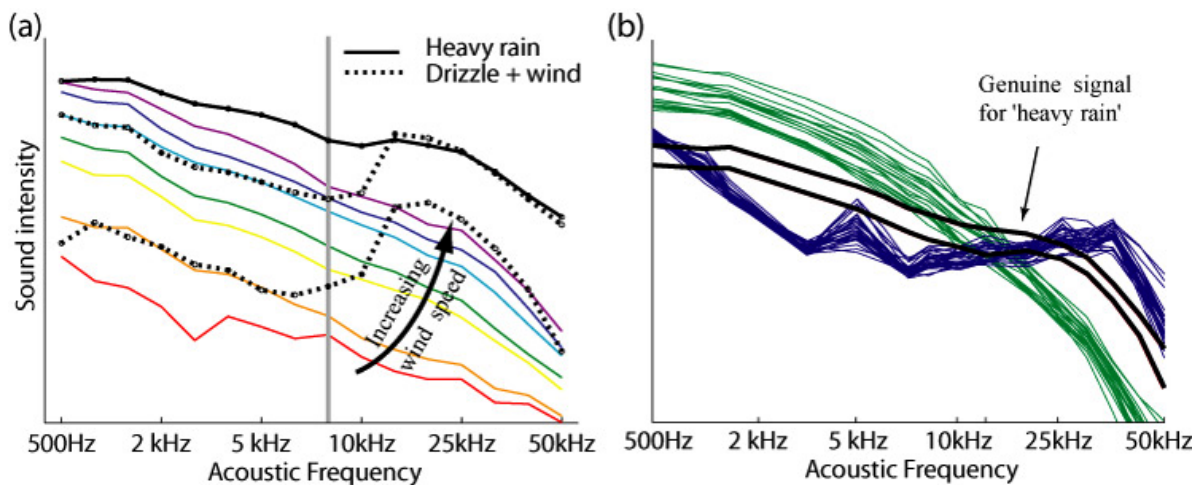 (a)
Heavy rain
Drizzle + wind
Sound intensity
Increasing
wind speed
500Hz 2 kHz 5 kHz 10kHz 25kHz 50kHz
Acoustic Frequency
(b)
Genuine signal
for 'heavy rain'
500Hz 2 kHz 5 kHz 10kHz 25kHz 50kHz
Acoustic Frequency